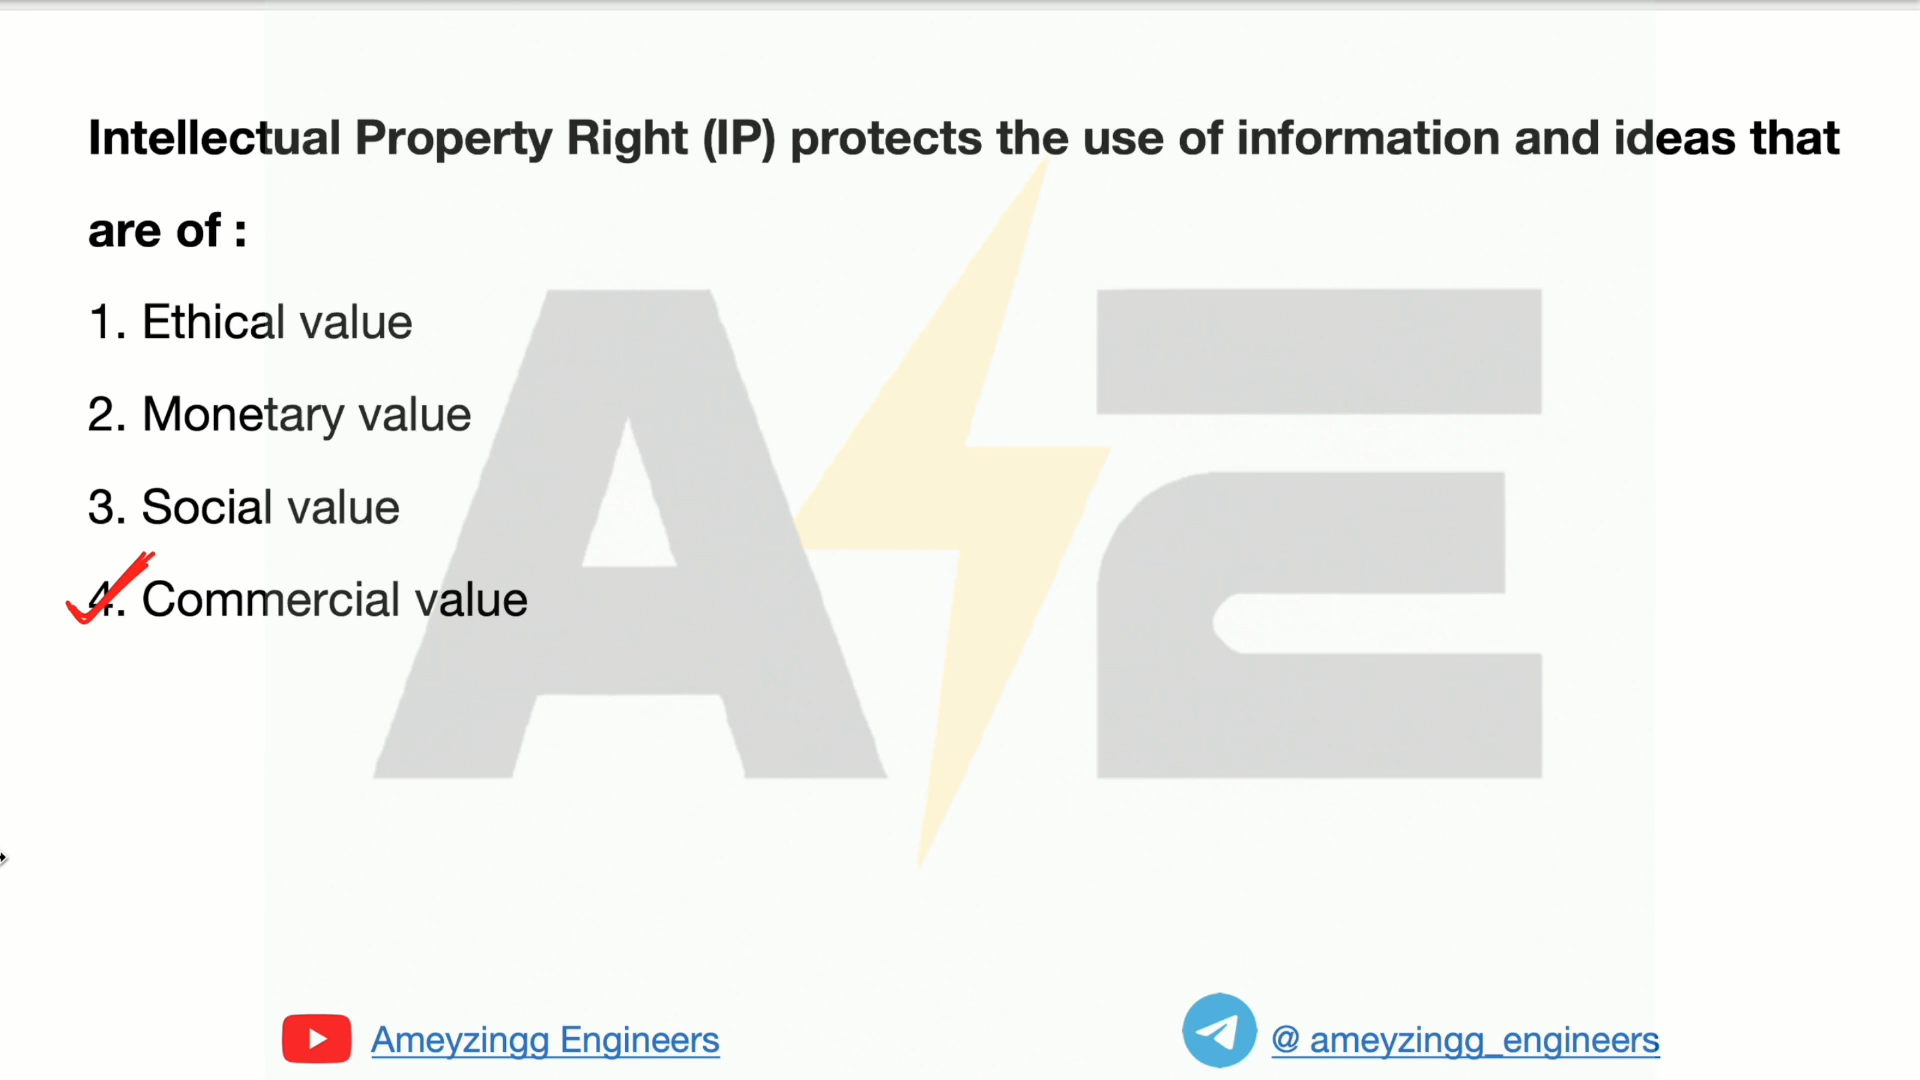 Intellectual Property Right (IP) protects the use of information and ideas that
are of :
1. Ethical value
2. Monetary value
3. Social value
4. Commercial value
AE
Ameyzingg Engineers
@ ameyzingg_engineers